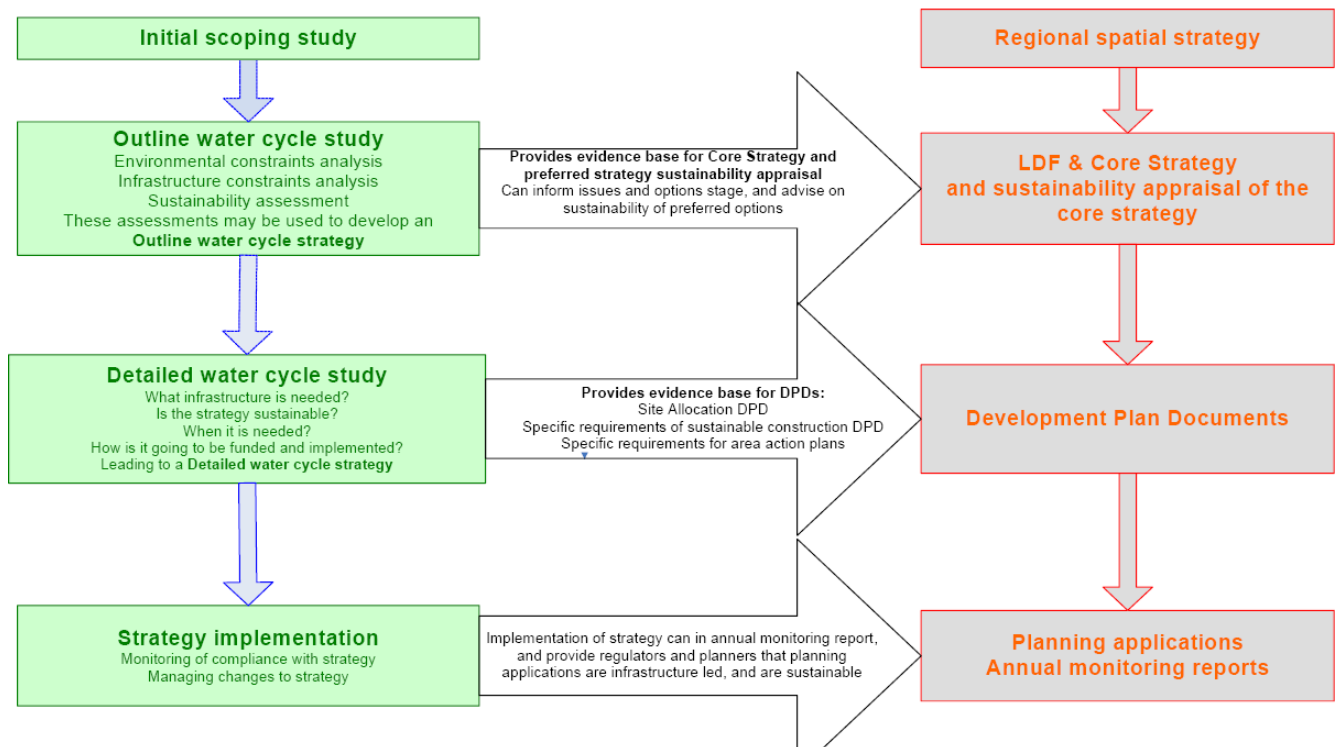 Initial scoping study
Regional spatial strategy
Outline water cycle study
Environmental constraints analysis
Infrastructure constraints analysis
Sustainability assessment
These assessments may be used to develop an
Outline water cycle strategy
Provides evidence base for Core Strategy and
preferred strategy sustainability appraisal
Can inform issues and options stage, and advise on
sustainability of preferred options
LDF & Core Strategy
and sustainability appraisal of the
core strategy
Detailed water cycle study
What infrastructure is needed?
Is the strategy sustainable?
When it is needed?
How is it going to be funded and implemented?
Leading to a Detailed water cycle strategy
Provides evidence base for DPDs:
Site Allocation DPD
Specific requirements of sustainable construction DPD
Specific requirements for area action plans
Development Plan Documents
Strategy implementation
Monitoring of compliance with strategy
Managing changes to strategy
Implementation of strategy can in annual monitoring report,
and provide regulators and planners that planning
applications are infrastructure led, and are sustainable
Planning applications
Annual monitoring reports